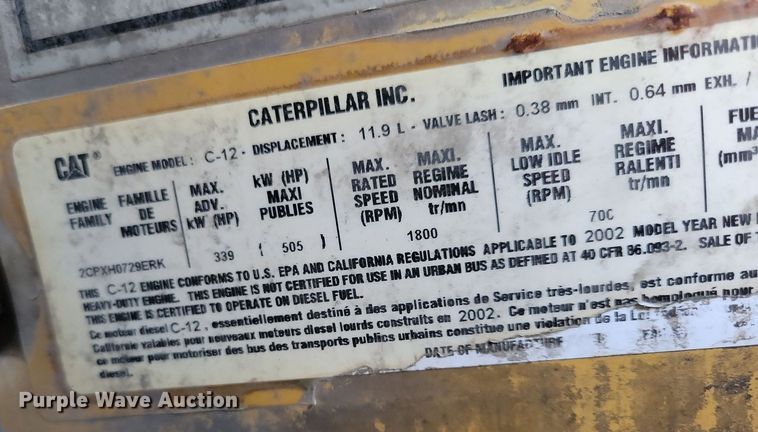 IMPORTANT ENGINE INFORMATI
CATERPILLAR INC.
CAT ENGINE MODEL: C-12 - DISPLACEMENT: 11.9 L - VALVE LASH: 0.38 mm INT. 0.64 mm EXH. /
ENGINE FAMILY
FAMILLE DE MOTEURS
MAX. ADV. kW (HP)
kW (HP) MAXI PUBLIES
MAX. RATED SPEED (RPM)
MAXI. REGIME NOMINAL tr/mn
MAX. LOW IDLE SPEED (RPM)
MAXI. REGIME RALENTI tr/mn
FUE
MA
(mm³
2CPXH0729ERK 339 ( 505 ) 1800 700
THIS C-12 ENGINE CONFORMS TO U.S. EPA AND CALIFORNIA REGULATIONS APPLICABLE TO 2002 MODEL YEAR NEW
HEAVY-DUTY ENGINE. THIS ENGINE IS NOT CERTIFIED FOR USE IN AN URBAN BUS AS DEFINED AT 40 CFR 86.093-2. SALE OF
THIS ENGINE IS CERTIFIED TO OPERATE ON DIESEL FUEL.
Ce moteur diesel C-12, essentiellement destiné à des applications de Service très-lourdes, est conforme au
Californie valables pour nouveaux moteurs diesel lourds construits en 2002. Ce moteur n'est pas employé pour
ce moteur pour motoriser des bus des transports publics urbains constitue une violation de la
diesel.
DATE OF MANUFACTURE
Purple Wave Auction